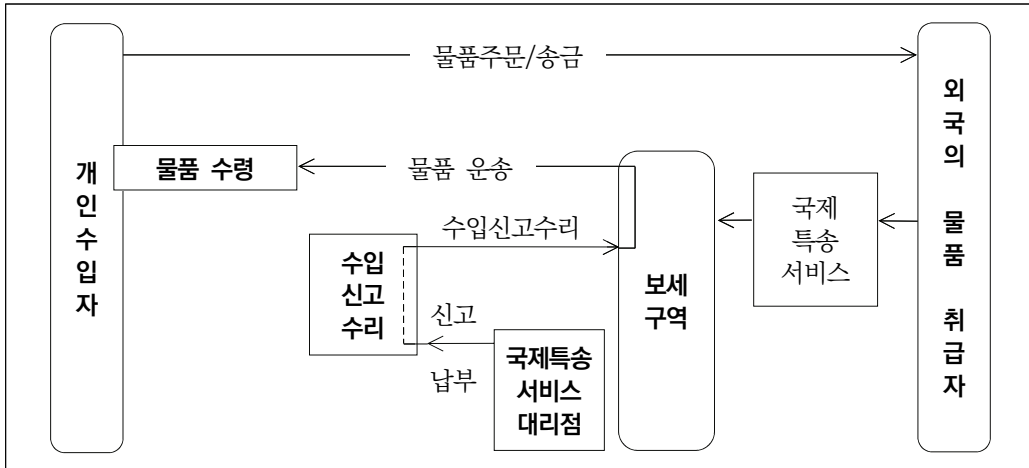 물품주문/송금
외국의 물품 취급자
개인수입자
물품 수령
물품 운송
국제
특송
서비스
수입신고수리
수입
신고
수리
보세
구역
신고
납부
국제특송
서비스
대리점